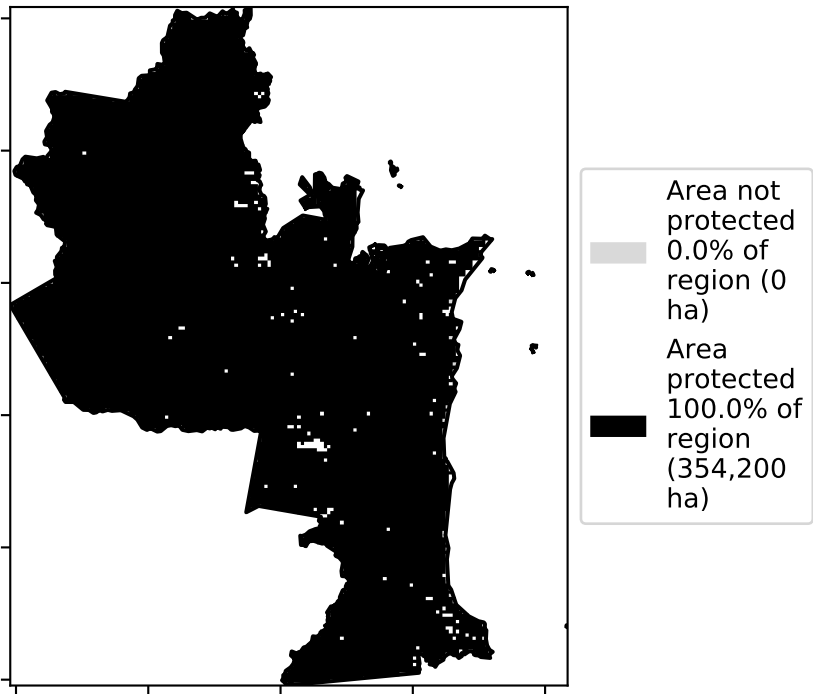 Area not
protected
0.0% of
region (0
ha)
Area
protected
100.0% of
region
(354,200
ha)